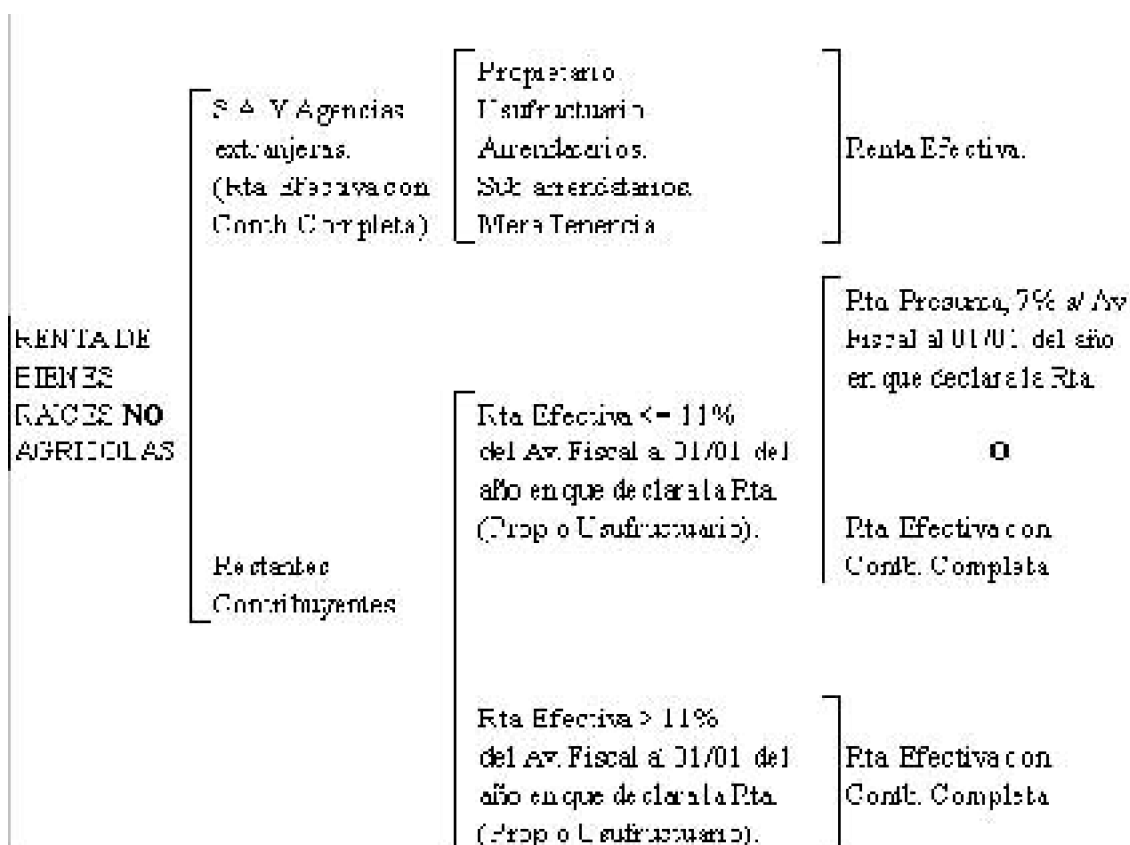 RENTA DE
BIENES
RAICES NO
AGRICOLAS
S.A. Y Agencias
extranjeras.
(Rta Efectiva con
Contb. Completa)
Propietario.
Usufructuario
Arrendatarios.
Sub arrendatarios.
Mera Tenencia
Renta Efectiva.
Restantes
Contribuyentes
Rta Efectiva <= 11%
del Av. Fiscal al 01/01 del
año en que declara la Rta
(Prop o Usufructuario).
Rta Presunta, 7% s/ Av
Fiscal al 01/01 del año
en que declara la Rta
O
Rta Efectiva con
Contb. Completa
Rta Efectiva > 11%
del Av. Fiscal al 01/01 del
año en que declara la Rta
(Prop o Usufructuario).
Rta Efectiva con
Contb. Completa